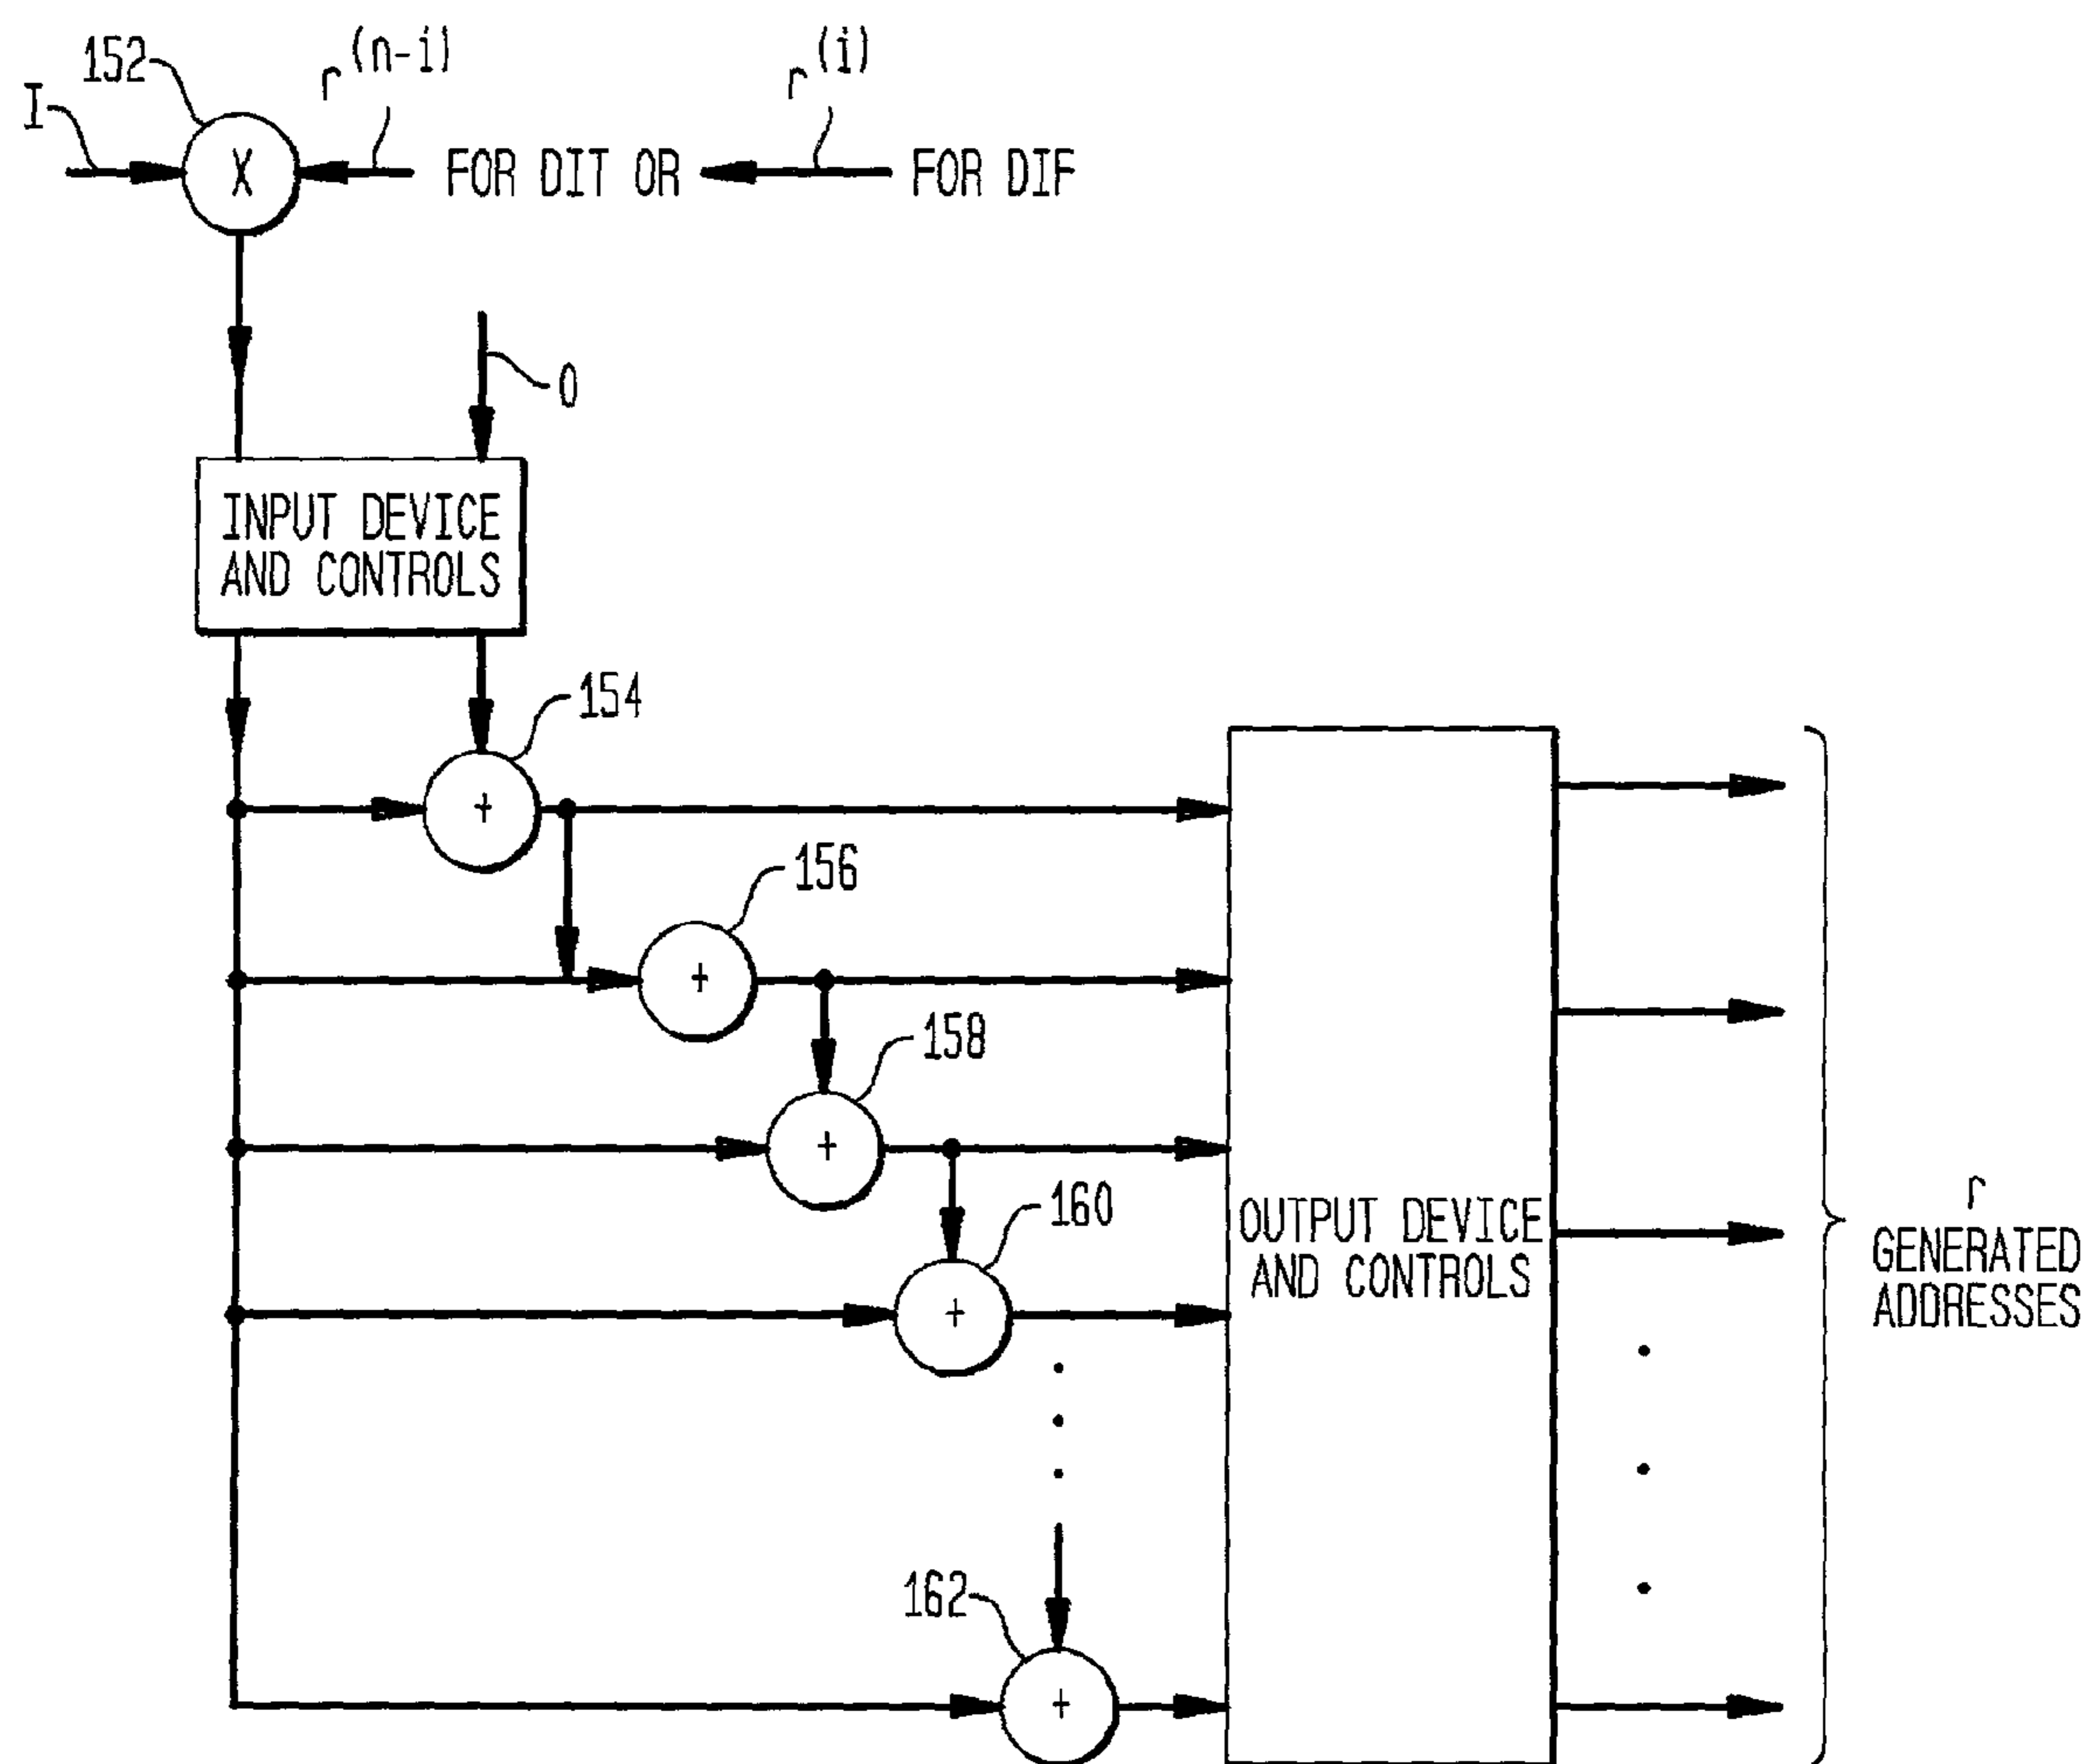 152
I
r(n-i)
r(i)
X
FOR DIT OR
FOR DIF
0
INPUT DEVICE
AND CONTROLS
154
+
156
+
158
+
160
+
OUTPUT DEVICE
AND CONTROLS
r
GENERATED
ADDRESSES
162
+